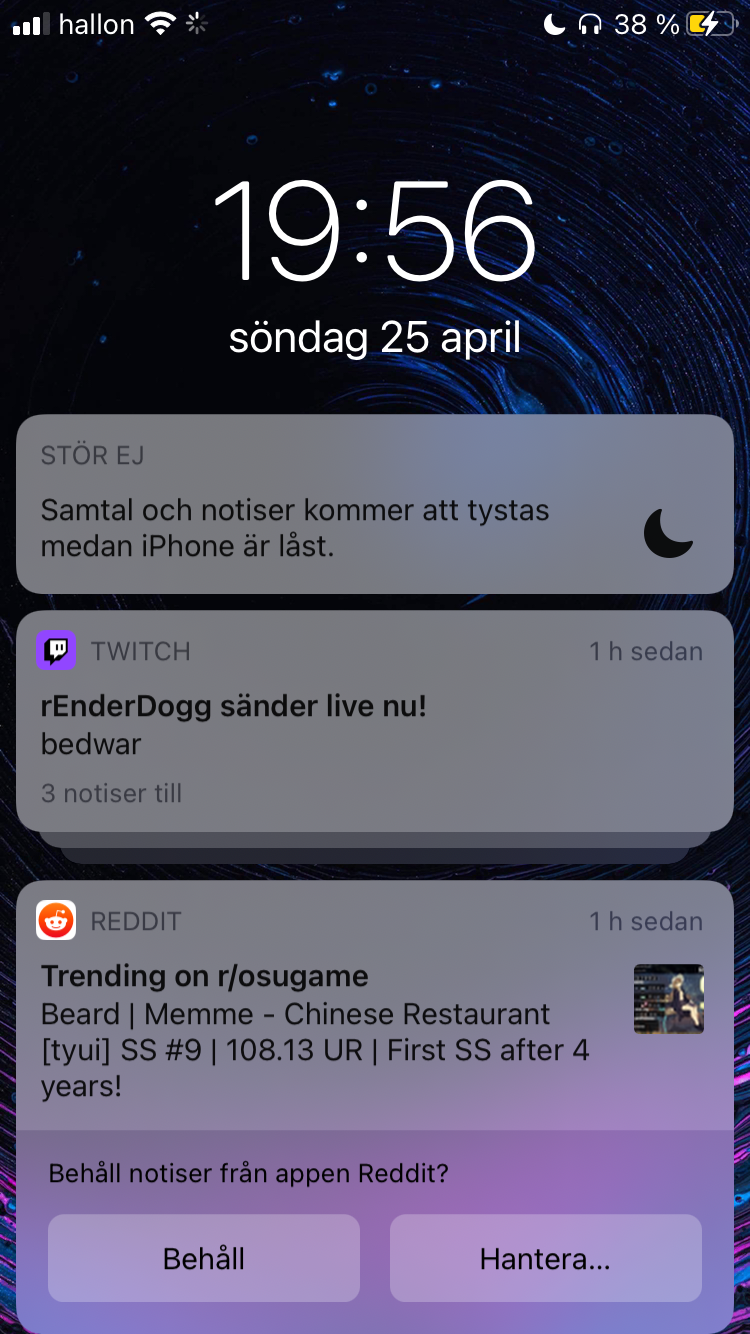 hallon 38 %
19:56
söndag 25 april
STÖR EJ
Samtal och notiser kommer att tystas
medan iPhone är låst.
TWITCH 1 h sedan
rEnderDogg sänder live nu!
bedwar
3 notiser till
REDDIT 1 h sedan
Trending on r/osugame
Beard | Memme - Chinese Restaurant
[tyui] SS #9 | 108.13 UR | First SS after 4
years!
Behåll notiser från appen Reddit?
Behåll Hantera...